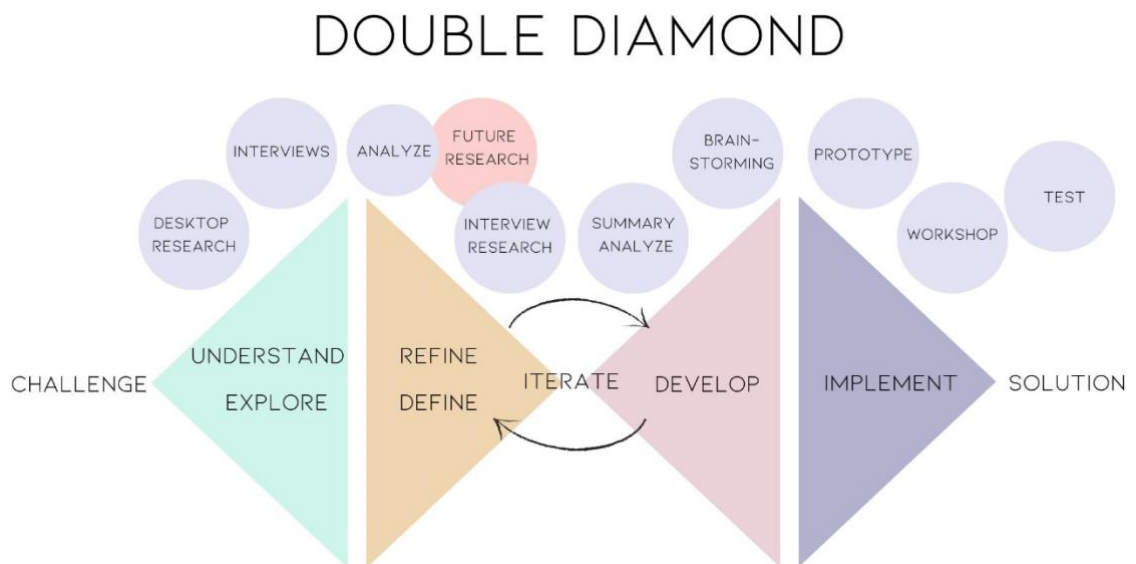 DOUBLE DIAMOND
DESKTOP
RESEARCH
INTERVIEWS
ANALYZE
FUTURE
RESEARCH
INTERVIEW
RESEARCH
SUMMARY
ANALYZE
BRAIN-
STORMING
PROTOTYPE
WORKSHOP
TEST
CHALLENGE
UNDERSTAND
EXPLORE
REFINE
DEFINE
ITERATE
DEVELOP
IMPLEMENT
SOLUTION